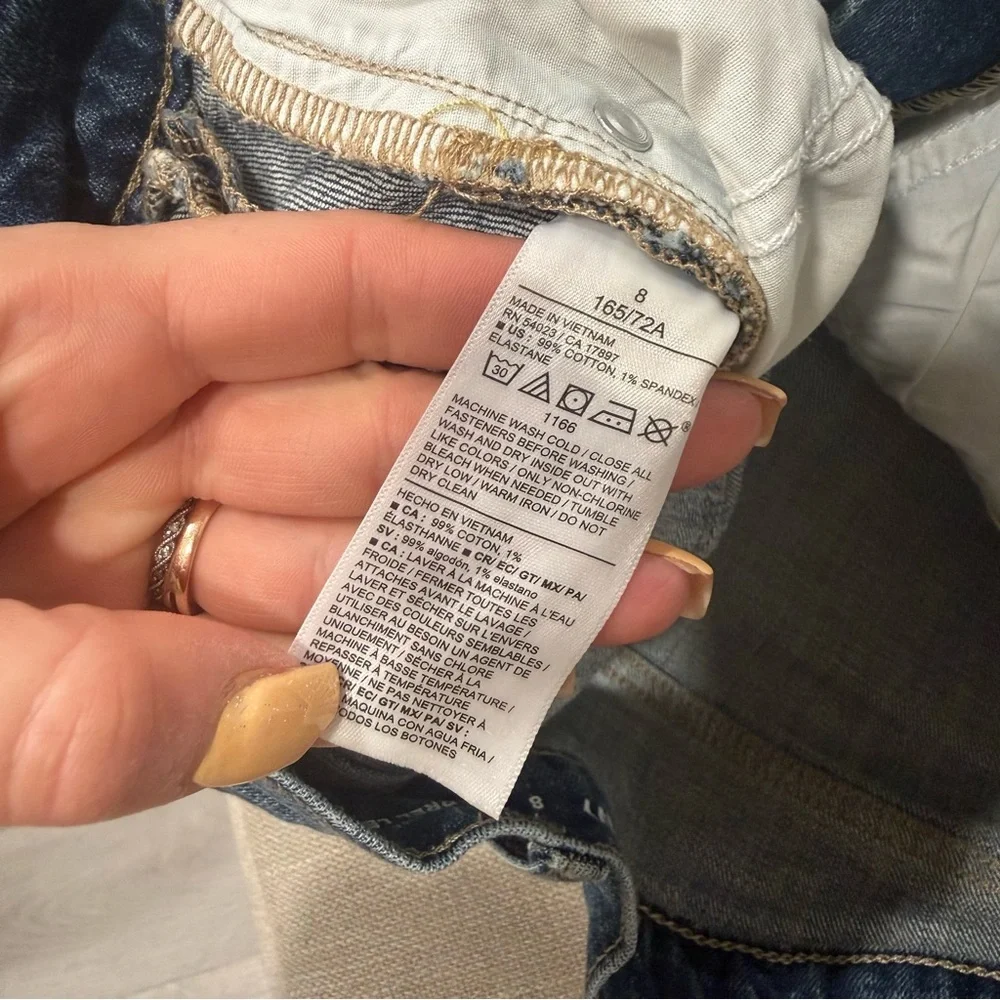 8
165/72A
MADE IN VIETNAM
RN 54023 / CA 17897
■ US : 99% COTTON, 1% SPANDEX
ELASTANE
30
1166
®
MACHINE WASH COLD / CLOSE ALL
FASTENERS BEFORE WASHING /
WASH AND DRY INSIDE OUT WITH
LIKE COLORS / ONLY NON-CHLORINE
BLEACH WHEN NEEDED / TUMBLE
DRY LOW / WARM IRON / DO NOT
DRY CLEAN
HECHO EN VIETNAM
■ CA : 99% COTON, 1%
ÉLASTHANNE ■ CR/ EC/ GT/ MX/ PA/
SV : 99% algodón, 1% elastano
■ CA : LAVER À LA MACHINE À L'EAU
FROIDE / FERMER TOUTES LES
ATTACHES AVANT LE LAVAGE /
LAVER ET SÉCHER SUR L'ENVERS
AVEC DES COULEURS SEMBLABLES /
UTILISER AU BESOIN UN AGENT DE
BLANCHIMENT SANS CHLORE
UNIQUEMENT / SÉCHER À LA
MACHINE À BASSE TEMPÉRATURE /
REPASSER À TEMPÉRATURE
MOYENNE / NE PAS NETTOYER À
CR/ EC/ GT/ MX/ PA/ SV :
MAQUINA CON AGUA FRIA /
ODOS LOS BOTONES
8